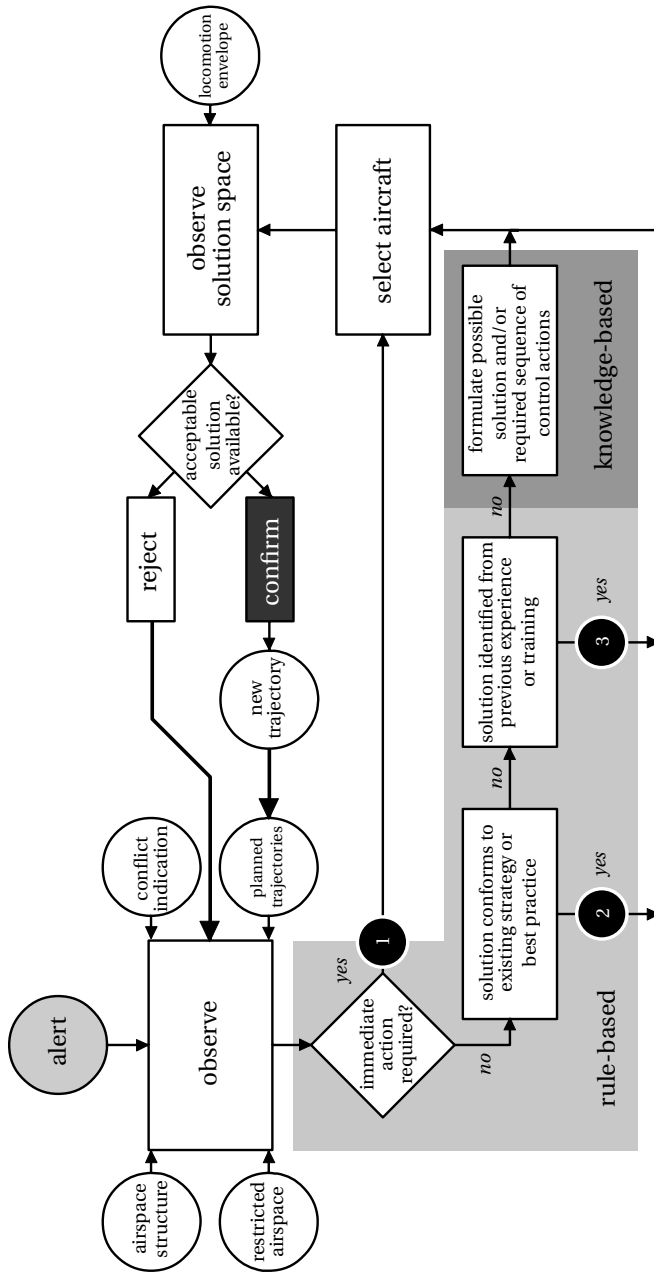 alert
airspace
structure
restricted
airspace
observe
conflict
indication
planned
trajectories
new
trajectory
reject
confirm
acceptable
solution
available?
observe
solution space
locomotion
envelope
immediate
action
required?
yes
1
no
select aircraft
solution conforms to
existing strategy or
best practice
no
2
yes
solution identified from
previous experience
or training
no
3
yes
formulate possible
solution and/or
required sequence of
control actions
rule-based
knowledge-based